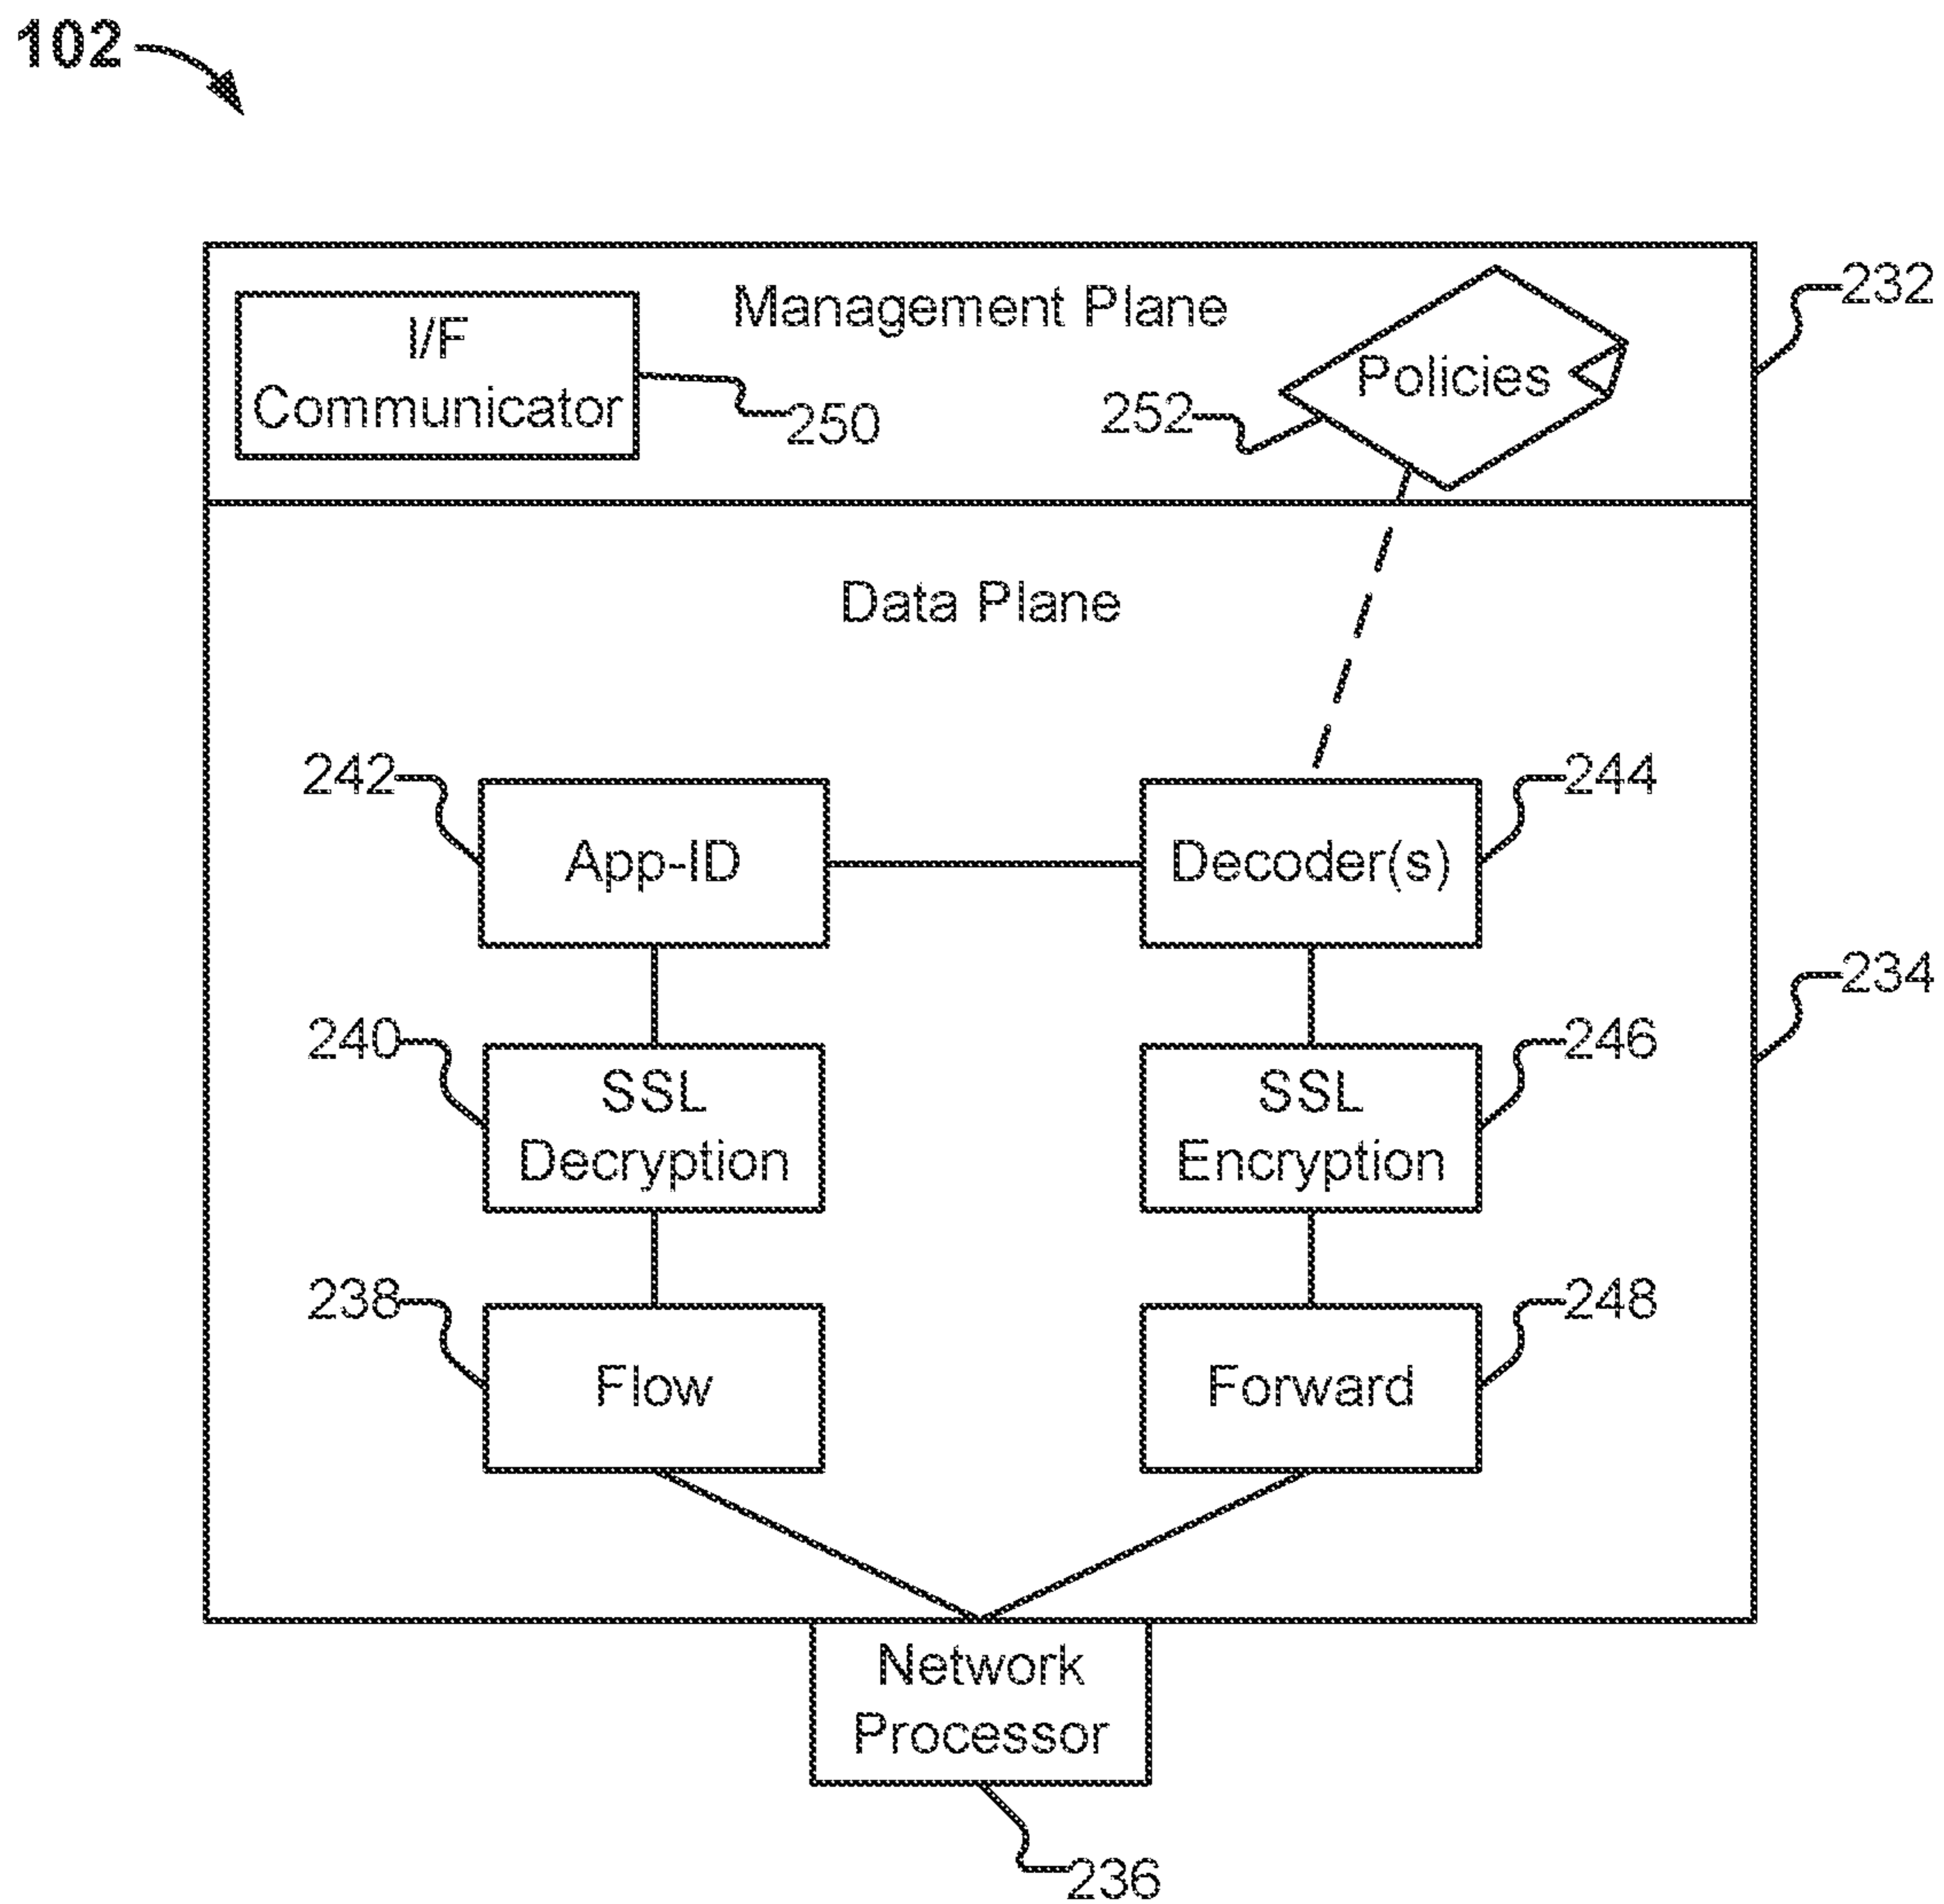 102
Management Plane
232
I/F
Communicator
250
Policies
252
Data Plane
242
App-ID
Decoder(s)
244
234
240
SSL
Decryption
SSL
Encryption
246
238
Flow
Forward
248
Network
Processor
236